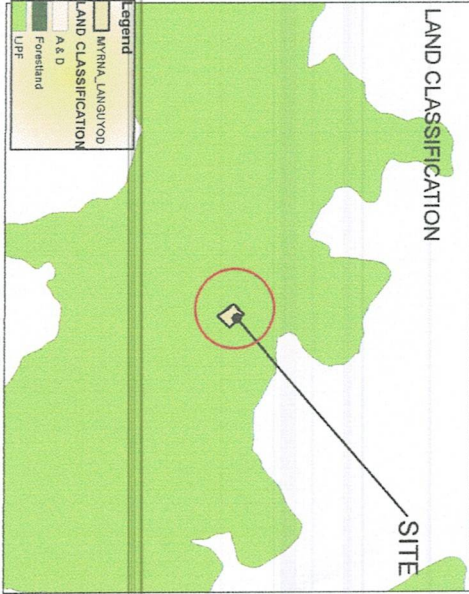 LAND CLASSIFICATION
SITE
Legend
MYRNA_LANGUYOD
LAND CLASSIFICATION
A & D
Forestland
UPF